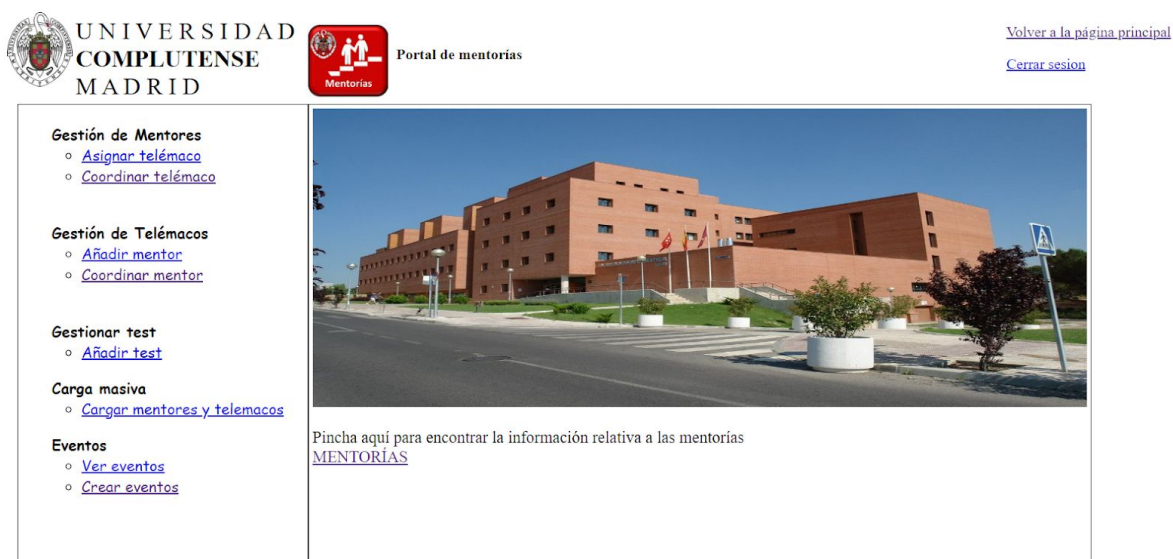 UNIVERSIDAD
COMPLUTENSE
MADRID
Mentorías
Portal de mentorías
Volver a la página principal
Cerrar sesion
Gestión de Mentores
Asignar telémaco
Coordinar telémaco
Gestión de Telémacos
Añadir mentor
Coordinar mentor
Gestionar test
Añadir test
Carga masiva
Cargar mentores y telemacos
Eventos
Ver eventos
Crear eventos
Pincha aquí para encontrar la información relativa a las mentorías
MENTORÍAS